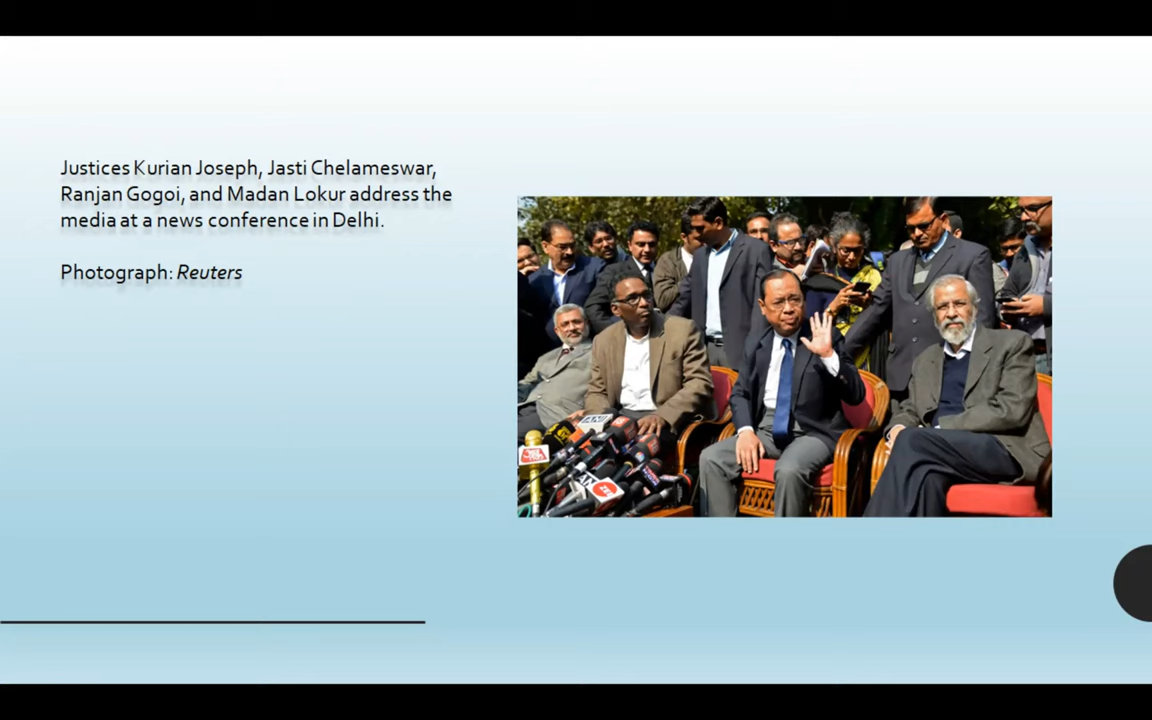 Justices Kurian Joseph, Jasti Chelameswar,
Ranjan Gogoi, and Madan Lokur address the
media at a news conference in Delhi.
Photograph: Reuters
ANI